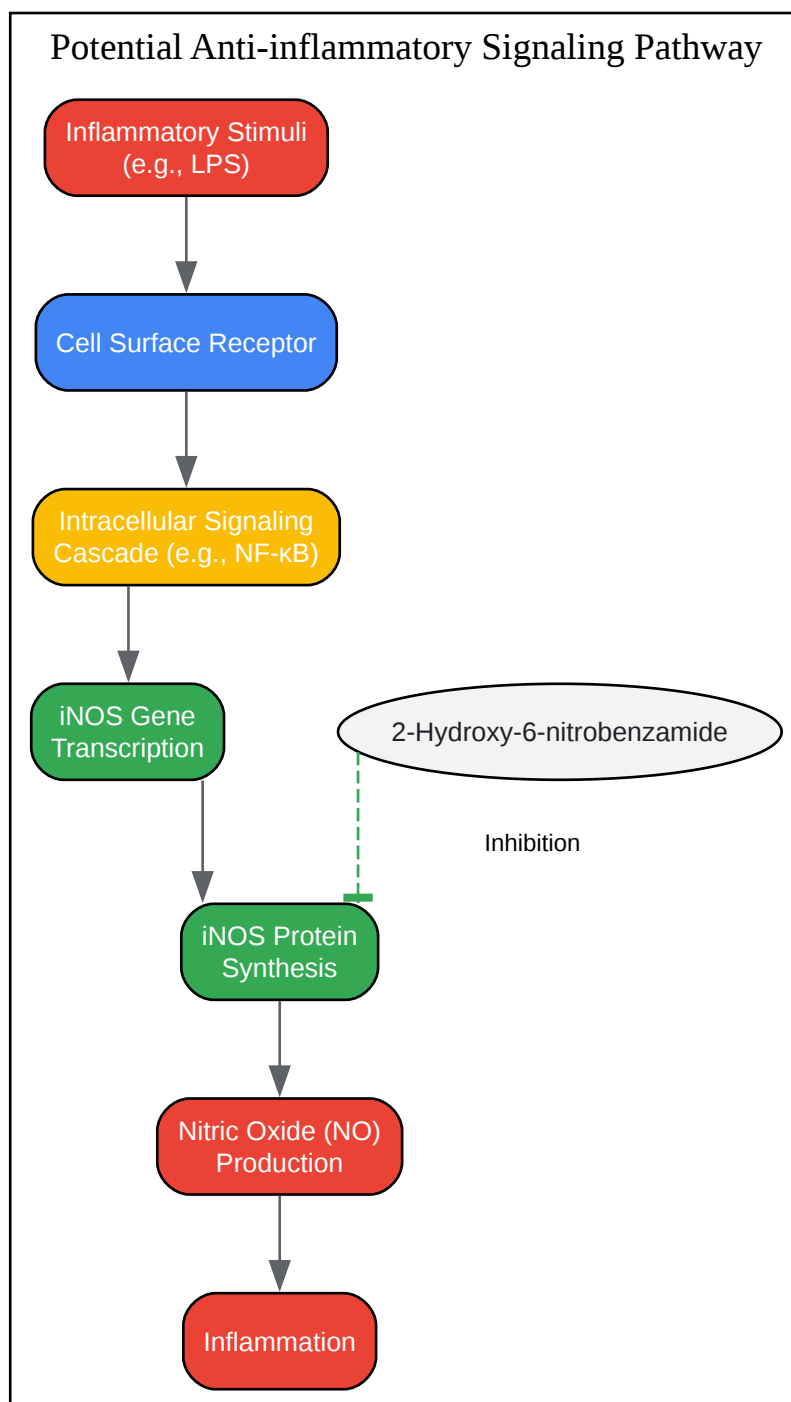 Potential Anti-inflammatory Signaling Pathway
Inflammatory Stimuli
(e.g., LPS)
Cell Surface Receptor
Intracellular Signaling
Cascade (e.g., NF-κB)
iNOS Gene
Transcription
2-Hydroxy-6-nitrobenzamide
Inhibition
iNOS Protein
Synthesis
Nitric Oxide (NO)
Production
Inflammation